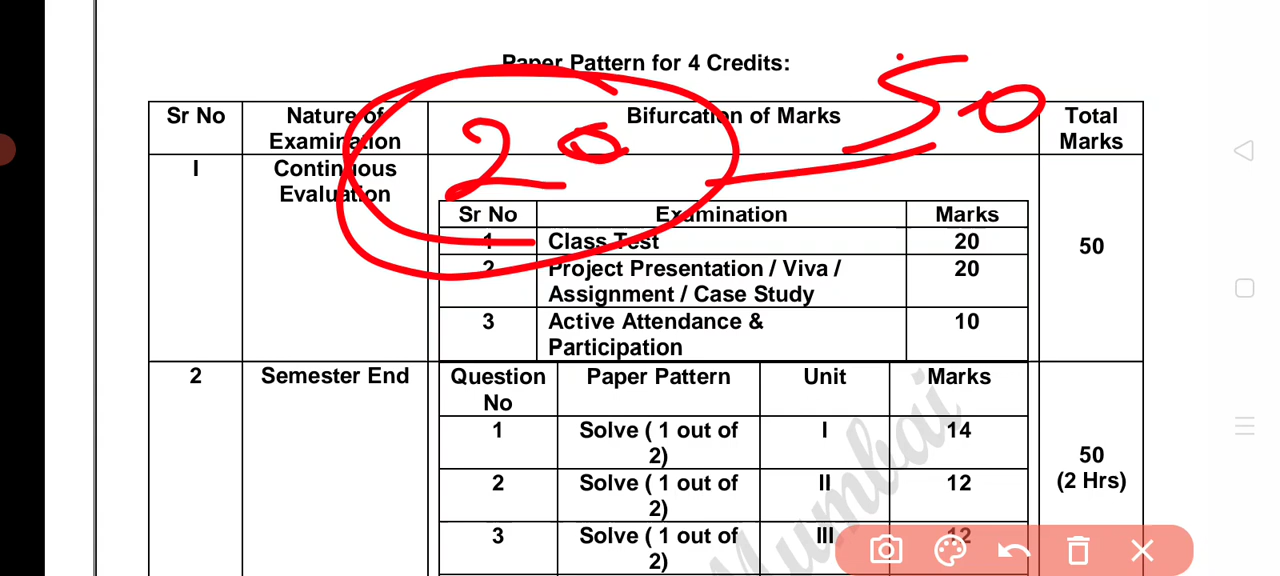 Paper Pattern for 4 Credits:
Sr No Nature of Examination Bifurcation of Marks Total Marks
I Continuous Evaluation 50
20
50
Sr No Examination Marks
1 Class Test 20
2 Project Presentation / Viva / Assignment / Case Study 20
3 Active Attendance & Participation 10
2 Semester End 50 (2 Hrs)
Question No Paper Pattern Unit Marks
1 Solve ( 1 out of 2) I 14
2 Solve ( 1 out of 2) II 12
3 Solve ( 1 out of 2) III 12
Mumbai